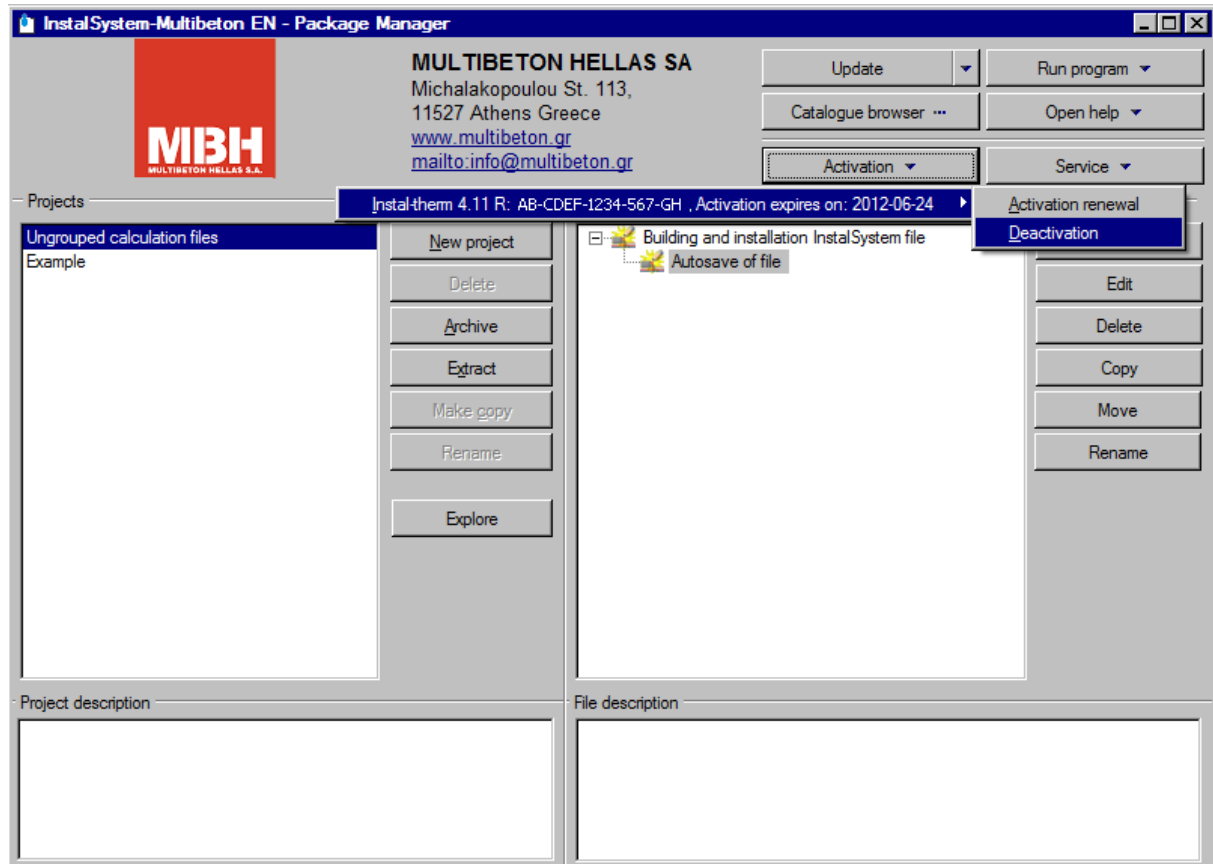 InstalSystem-Multibeton EN - Package Manager
MBH
MULTIBETON HELLAS S.A.
MULTIBETON HELLAS SA
Michalakopoulou St. 113,
11527 Athens Greece
www.multibeton.gr
mailto:info@multibeton.gr
Update
Run program
Catalogue browser ...
Open help
Activation
Service
Projects
Instal-therm 4.11 R: AB-CDEF-1234-567-GH , Activation expires on: 2012-06-24
Activation renewal
Deactivation
Ungrouped calculation files
Example
New project
Delete
Archive
Extract
Make copy
Rename
Explore
Building and installation InstalSystem file
Autosave of file
Edit
Delete
Copy
Move
Rename
Project description
File description